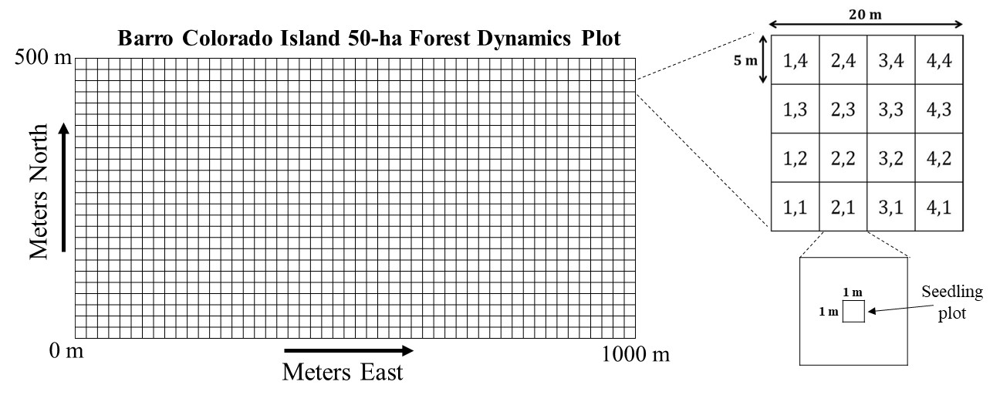 Barro Colorado Island 50-ha Forest Dynamics Plot
500 m
Meters North
0 m
1000 m
Meters East
20 m
5 m
1,4 2,4 3,4 4,4
1,3 2,3 3,3 4,3
1,2 2,2 3,2 4,2
1,1 2,1 3,1 4,1
1 m
1 m
Seedling
plot